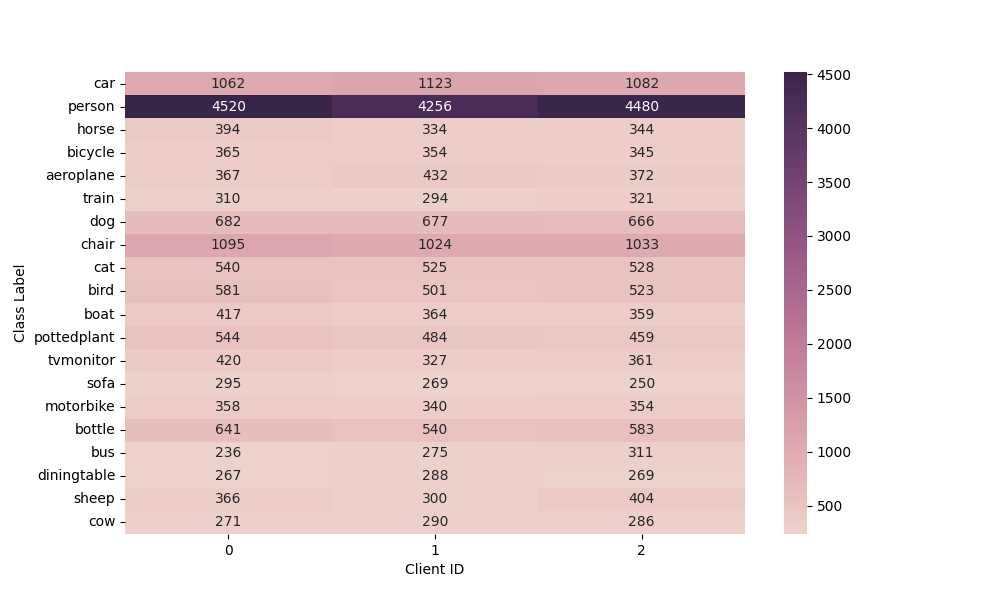 car 1062 1123 1082 4500
person 4520 4256 4480
horse 394 334 344 4000
bicycle 365 354 345
aeroplane 367 432 372 3500
train 310 294 321
dog 682 677 666 3000
chair 1095 1024 1033
cat 540 525 528
bird 581 501 523 2500
boat 417 364 359
pottedplant 544 484 459 2000
tvmonitor 420 327 361
sofa 295 269 250 1500
motorbike 358 340 354
bottle 641 540 583
bus 236 275 311 1000
diningtable 267 288 269
sheep 366 300 404 500
cow 271 290 286
0 1 2
Client ID
Class Label